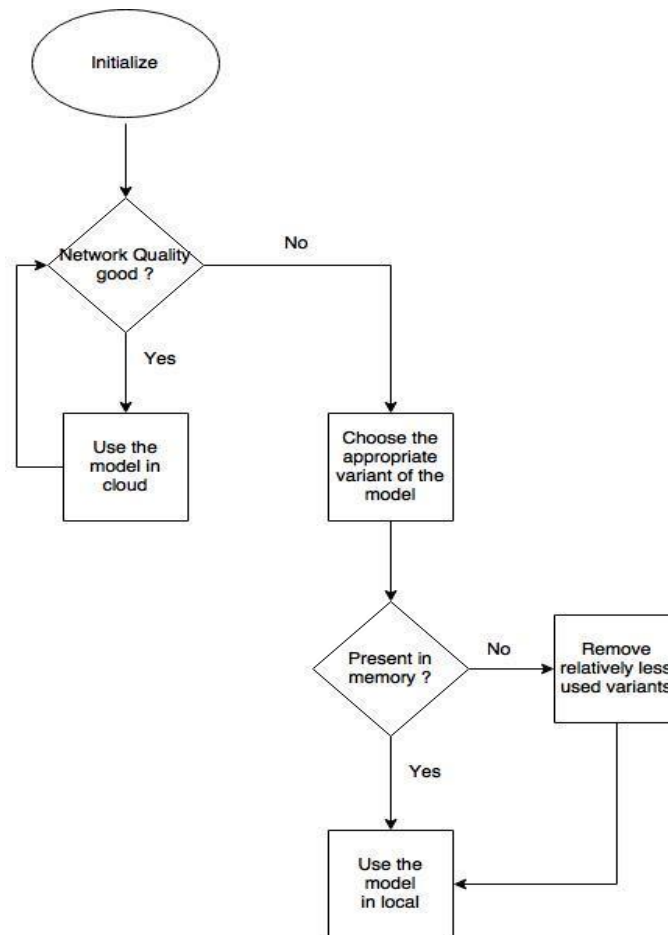 Initialize
Network Quality
good ?
No
Yes
Use the
model in
cloud
Choose the
appropriate
variant of the
model
Present in
memory ?
No
Remove
relatively less
used variants
Yes
Use the
model
in local